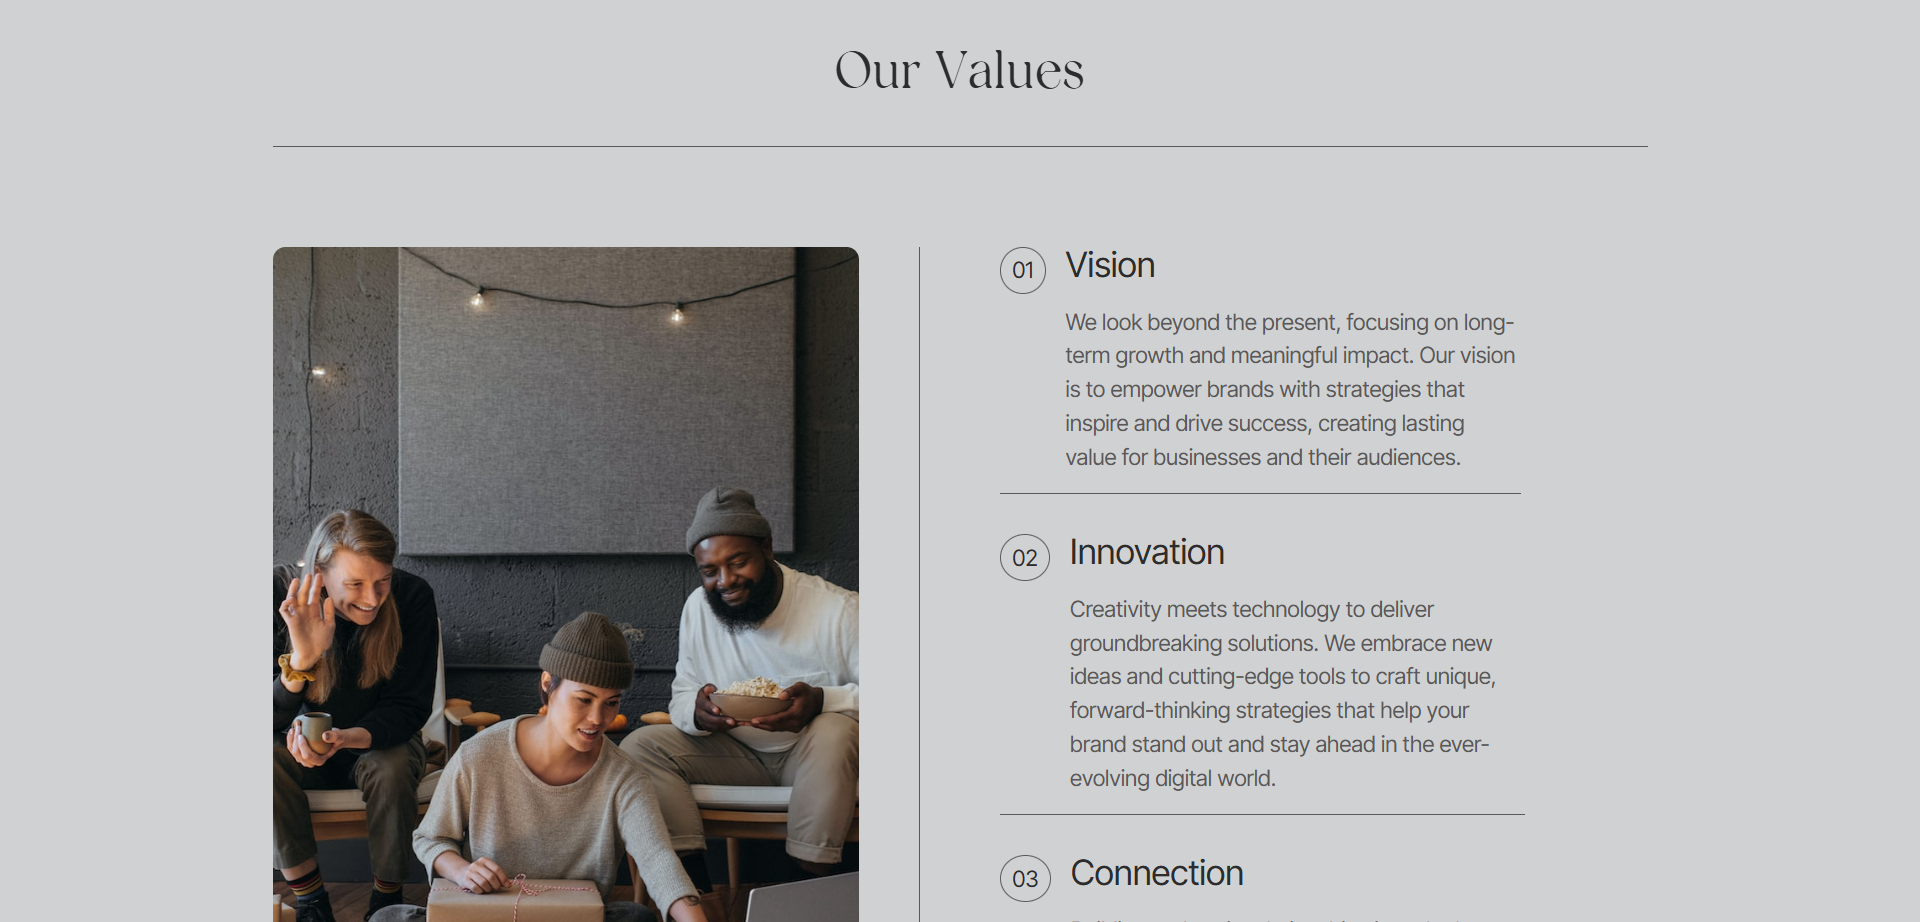 Our Values
01
Vision
We look beyond the present, focusing on long-
term growth and meaningful impact. Our vision
is to empower brands with strategies that
inspire and drive success, creating lasting
value for businesses and their audiences.
02
Innovation
Creativity meets technology to deliver
groundbreaking solutions. We embrace new
ideas and cutting-edge tools to craft unique,
forward-thinking strategies that help your
brand stand out and stay ahead in the ever-
evolving digital world.
03
Connection